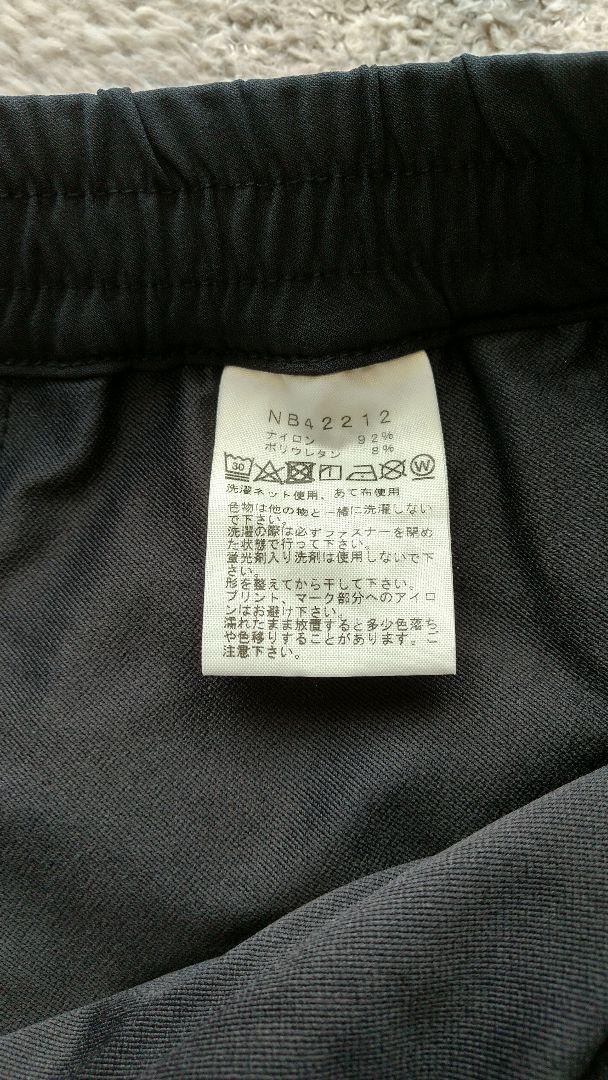 NB42212
ナイロン 92%
ポリウレタン 8%
30 W
洗濯ネット使用、あて布使用
色物は他の物と一緒に洗濯しない
で下さい。
洗濯の際は必ずファスナーを閉め
た状態で行って下さい。
蛍光剤入り洗剤は使用しないで下
さい。
形を整えてから干して下さい。
プリント、マーク部分へのアイロ
ンはお避け下さい。
濡れたまま放置すると多少色落ち
や色移りすることがあります。ご
注意下さい。